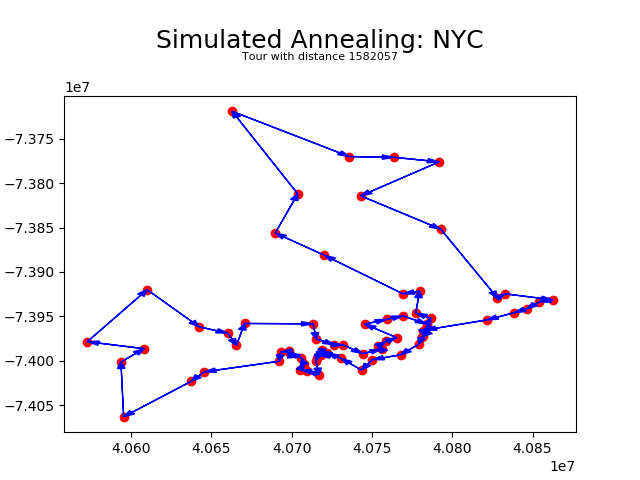 Simulated Annealing: NYC
Tour with distance 1582057
1e7
−7.375
−7.380
−7.385
−7.390
−7.395
−7.400
−7.405
4.060 4.065 4.070 4.075 4.080 4.085
1e7